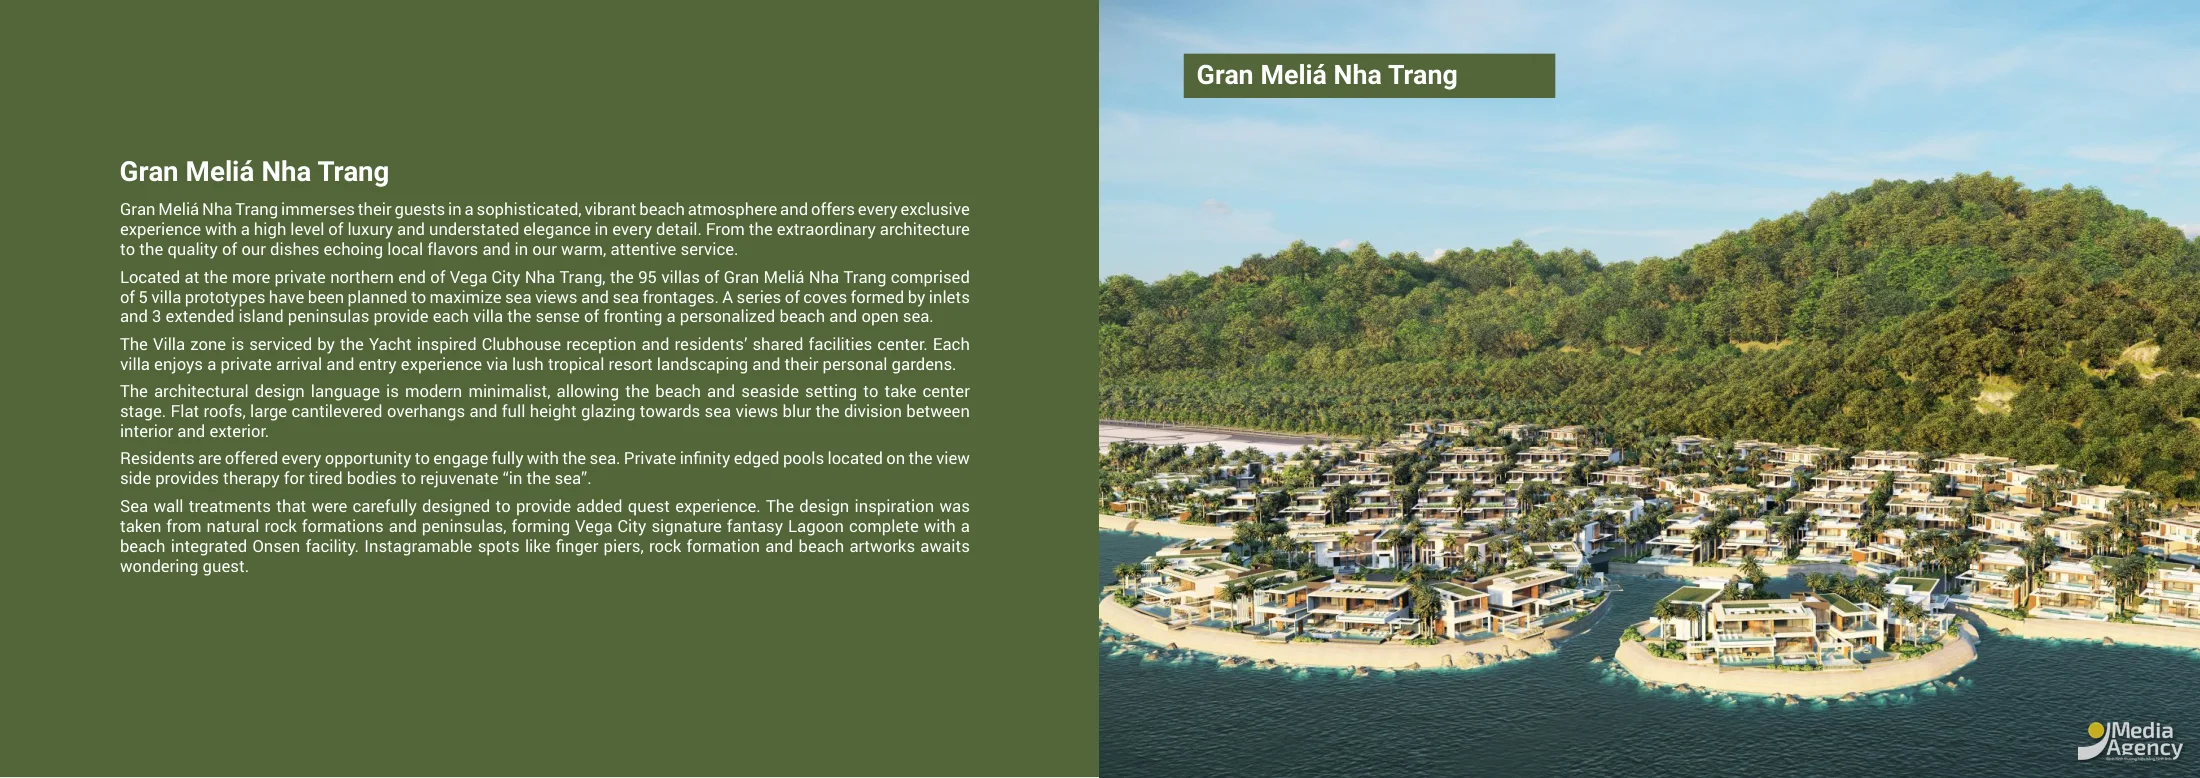 Gran Meliá Nha Trang
Gran Meliá Nha Trang immerses their guests in a sophisticated, vibrant beach atmosphere and offers every exclusive
experience with a high level of luxury and understated elegance in every detail. From the extraordinary architecture
to the quality of our dishes echoing local flavors and in our warm, attentive service.
Located at the more private northern end of Vega City Nha Trang, the 95 villas of Gran Meliá Nha Trang comprised
of 5 villa prototypes have been planned to maximize sea views and sea frontages. A series of coves formed by inlets
and 3 extended island peninsulas provide each villa the sense of fronting a personalized beach and open sea.
The Villa zone is serviced by the Yacht inspired Clubhouse reception and residents’ shared facilities center. Each
villa enjoys a private arrival and entry experience via lush tropical resort landscaping and their personal gardens.
The architectural design language is modern minimalist, allowing the beach and seaside setting to take center
stage. Flat roofs, large cantilevered overhangs and full height glazing towards sea views blur the division between
interior and exterior.
Residents are offered every opportunity to engage fully with the sea. Private infinity edged pools located on the view
side provides therapy for tired bodies to rejuvenate “in the sea”.
Sea wall treatments that were carefully designed to provide added quest experience. The design inspiration was
taken from natural rock formations and peninsulas, forming Vega City signature fantasy Lagoon complete with a
beach integrated Onsen facility. Instagramable spots like finger piers, rock formation and beach artworks awaits
wondering guest.
Gran Meliá Nha Trang
Media
Agency